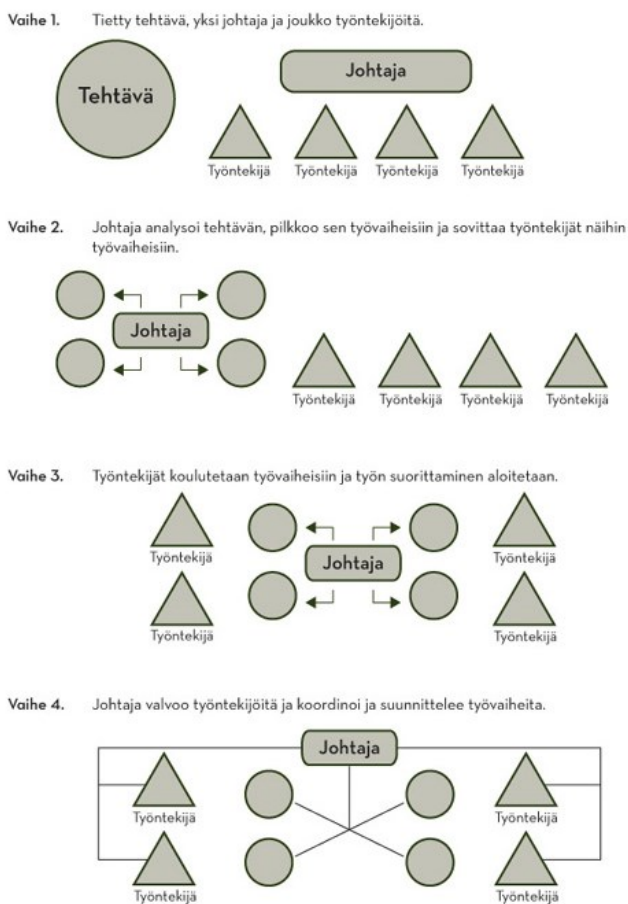 Vaihe 1. Tietty tehtävä, yksi johtaja ja joukko työntekijöitä.
Tehtävä
Johtaja
Työntekijä Työntekijä Työntekijä Työntekijä
Vaihe 2. Johtaja analysoi tehtävän, pilkkoo sen työvaiheisiin ja sovittaa työntekijät näihin
työvaiheisiin.
Johtaja
Työntekijä Työntekijä Työntekijä Työntekijä
Vaihe 3. Työntekijät koulutetaan työvaiheisiin ja työn suorittaminen aloitetaan.
Työntekijä Työntekijä
Johtaja
Työntekijä Työntekijä
Vaihe 4. Johtaja valvoo työntekijöitä ja koordinoi ja suunnittelee työvaiheita.
Johtaja
Työntekijä Työntekijä
Työntekijä Työntekijä